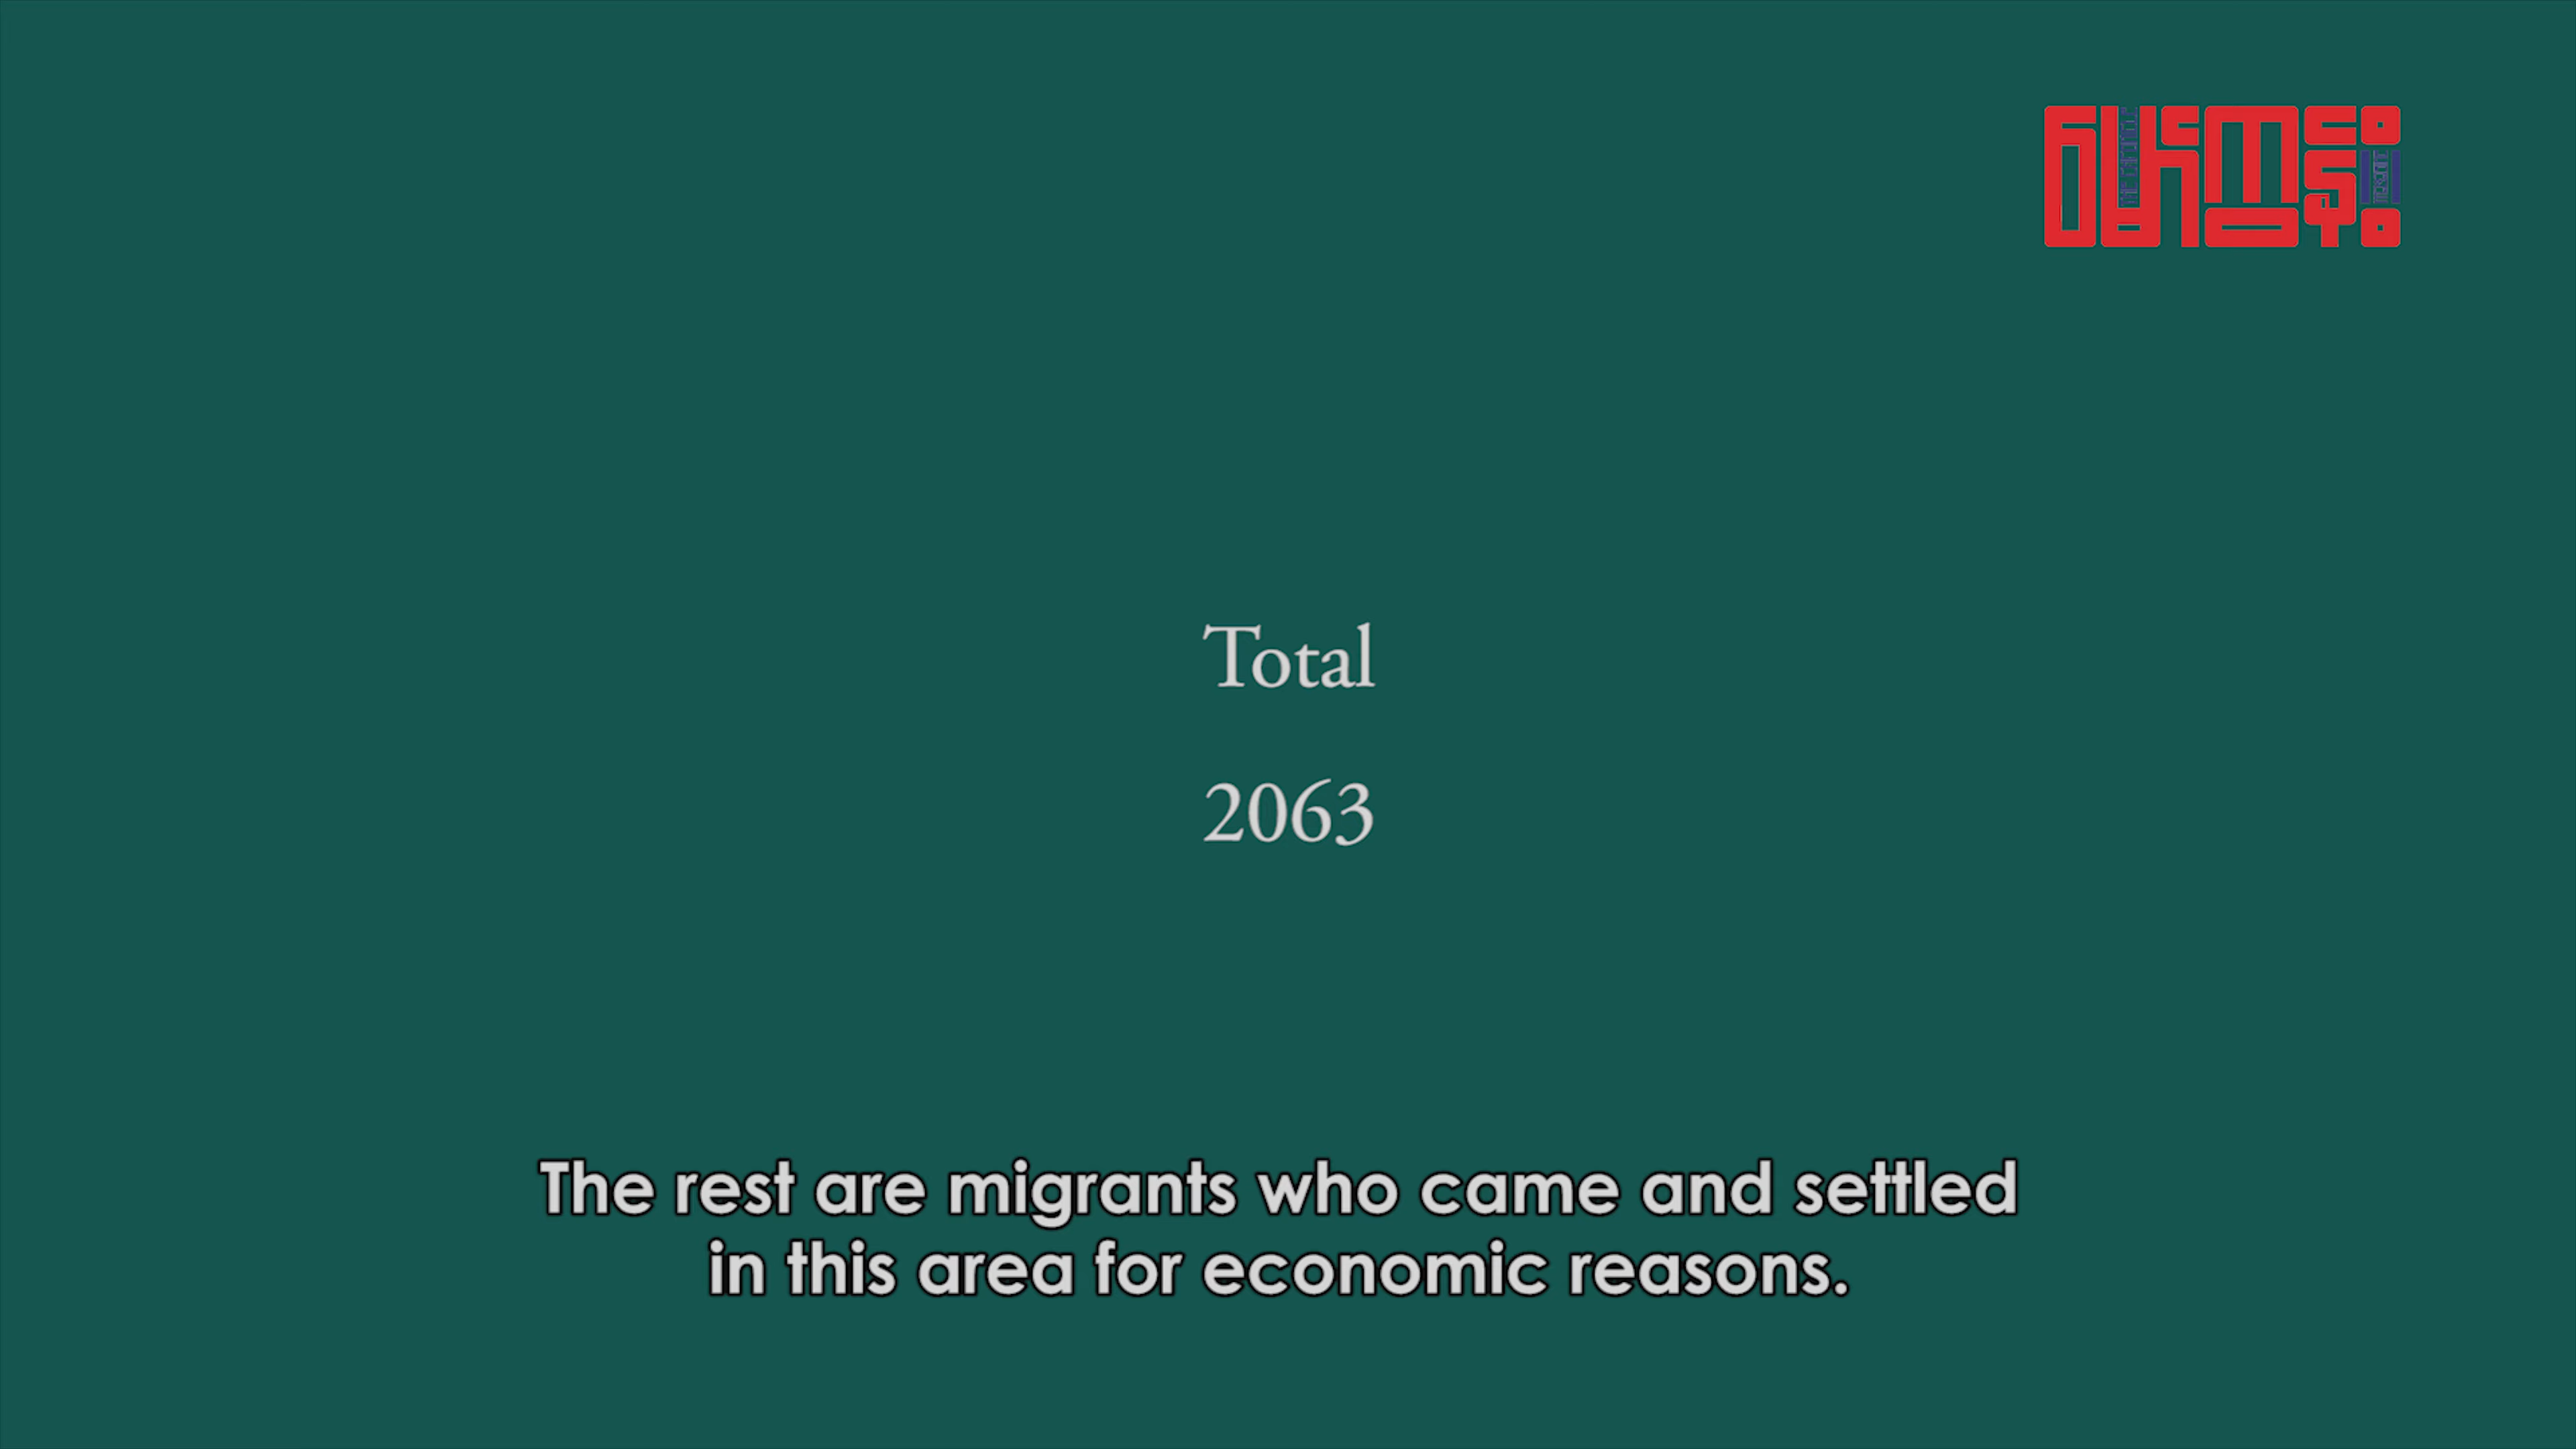 Total
2063
The rest are migrants who came and settled
in this area for economic reasons.